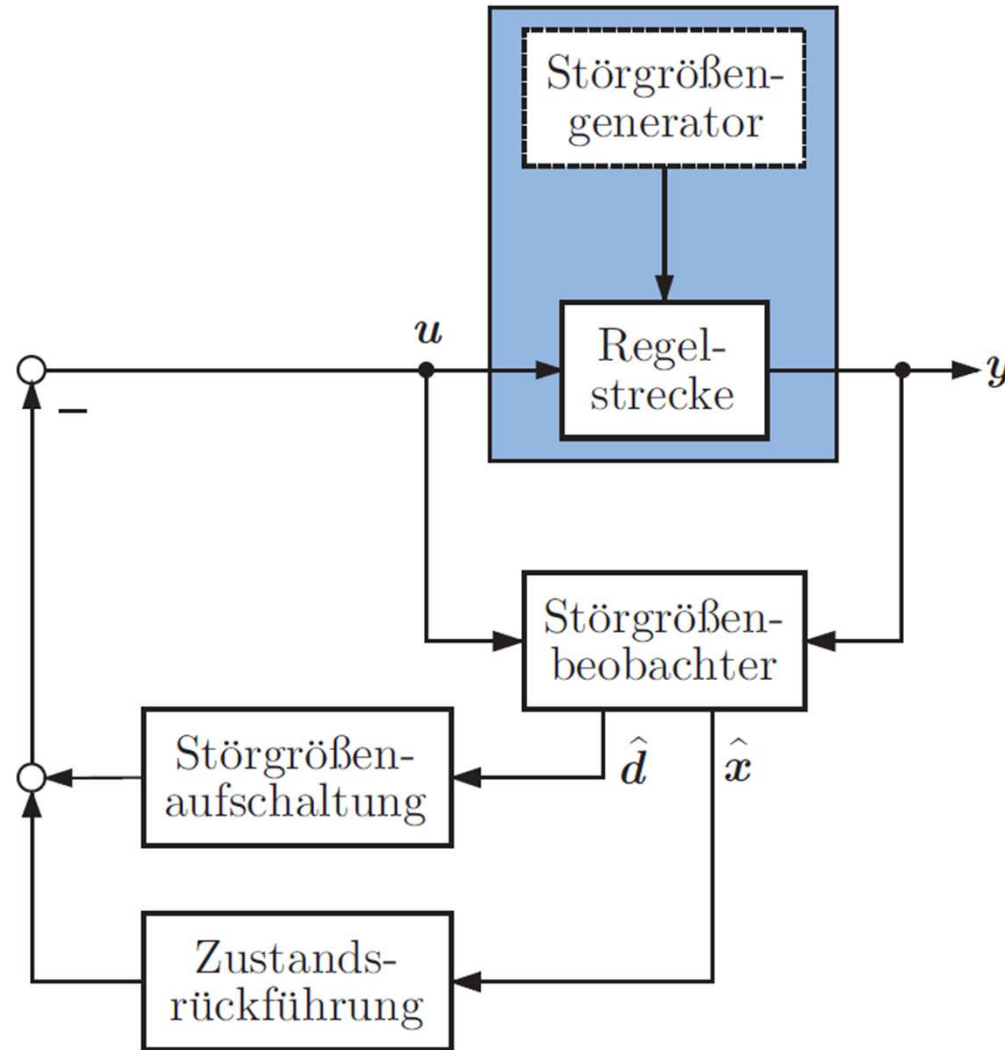 Störgrößen-
generator
u
Regel-
strecke
y
−
Störgrößen-
beobachter
d̂
x̂
Störgrößen-
aufschaltung
Zustands-
rückführung